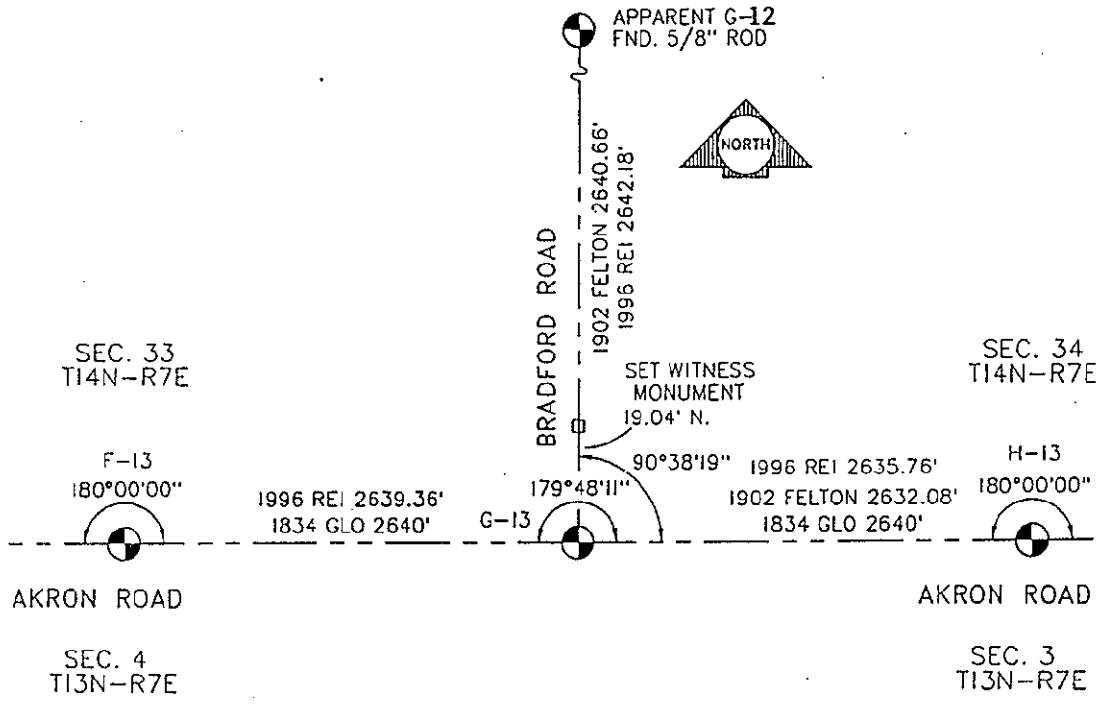 APPARENT G-12
FND. 5/8" ROD
NORTH
1902 FELTON 2640.66'
1996 REI 2642.18'
BRADFORD ROAD
SEC. 33
T14N-R7E
SEC. 34
T14N-R7E
SET WITNESS
MONUMENT
19.04' N.
F-13
180°00'00"
1996 REI 2639.36'
1834 GLO 2640'
G-13
179°48'11"
90°38'19"
1996 REI 2635.76'
1902 FELTON 2632.08'
1834 GLO 2640'
H-13
180°00'00"
AKRON ROAD
AKRON ROAD
SEC. 4
T13N-R7E
SEC. 3
T13N-R7E